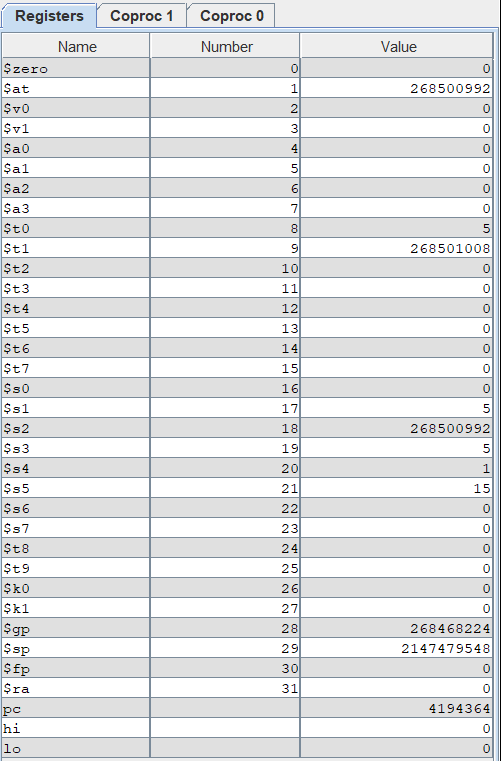 Registers Coproc 1 Coproc 0
Name Number Value
$zero 0 0
$at 1 268500992
$v0 2 0
$v1 3 0
$a0 4 0
$a1 5 0
$a2 6 0
$a3 7 0
$t0 8 5
$t1 9 268501008
$t2 10 0
$t3 11 0
$t4 12 0
$t5 13 0
$t6 14 0
$t7 15 0
$s0 16 0
$s1 17 5
$s2 18 268500992
$s3 19 5
$s4 20 1
$s5 21 15
$s6 22 0
$s7 23 0
$t8 24 0
$t9 25 0
$k0 26 0
$k1 27 0
$gp 28 268468224
$sp 29 2147479548
$fp 30 0
$ra 31 0
pc 4194364
hi 0
lo 0